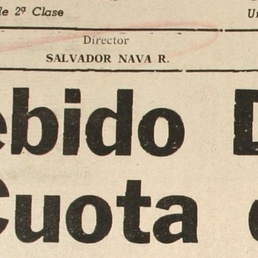 de 2ª Clase
Director
SALVADOR NAVA R.
ebido D
Cuota